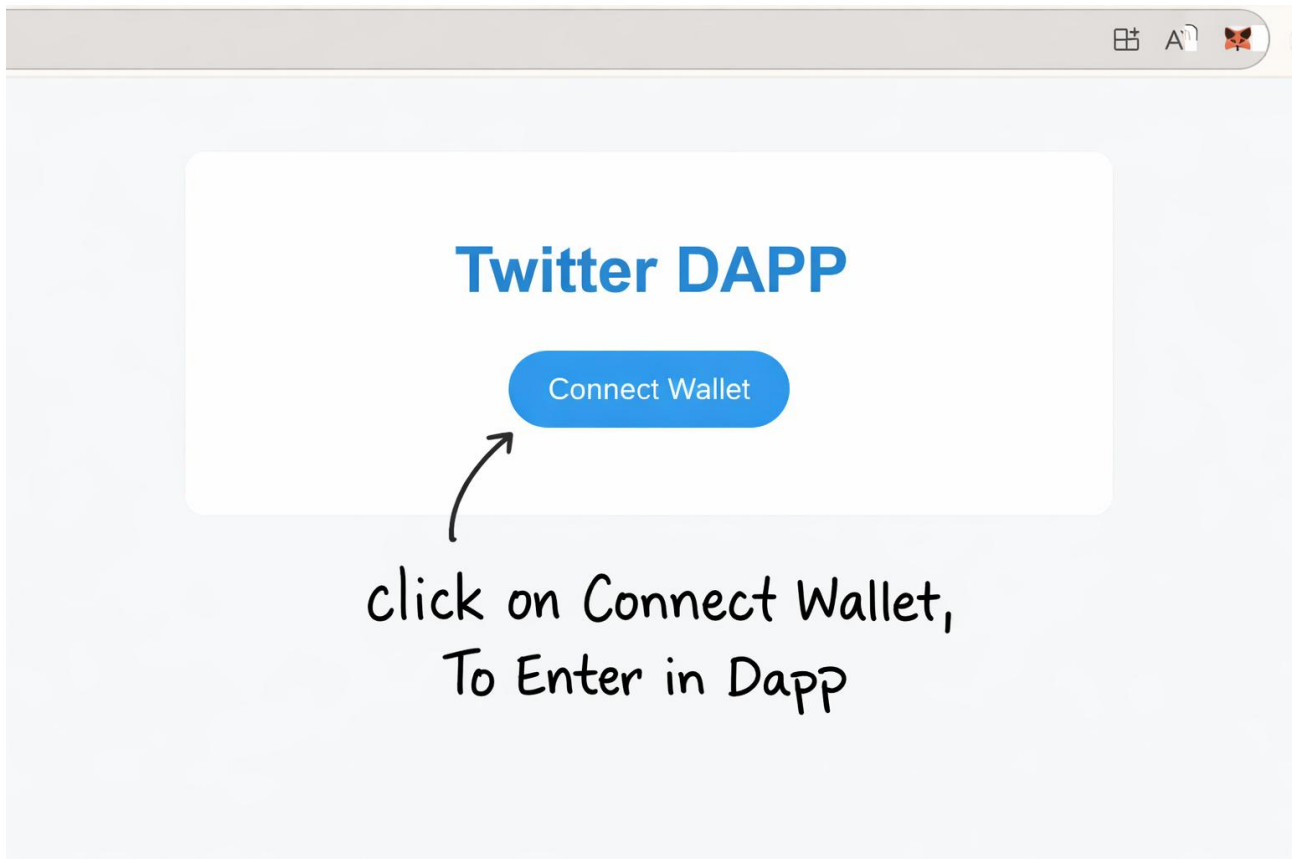 Twitter DAPP
Connect Wallet
click on Connect Wallet,
To Enter in Dapp